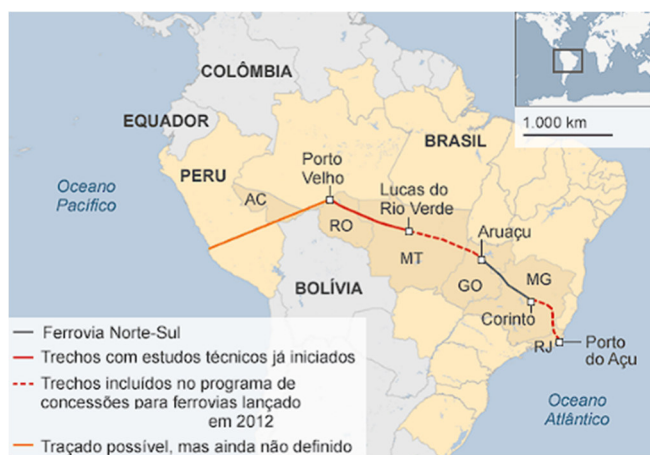 COLÔMBIA
EQUADOR
PERU
BRASIL
1.000 km
Oceano
Pacífico
Porto
Velho
Lucas do
Rio Verde
Aruaçu
AC
RO
MT
GO
MG
BOLÍVIA
Corinto
RJ
Porto
do Açu
Oceano
Atlântico
Ferrovia Norte-Sul
Trechos com estudos técnicos já iniciados
Trechos incluídos no programa de
concessões para ferrovias lançado
em 2012
Traçado possível, mas ainda não definido